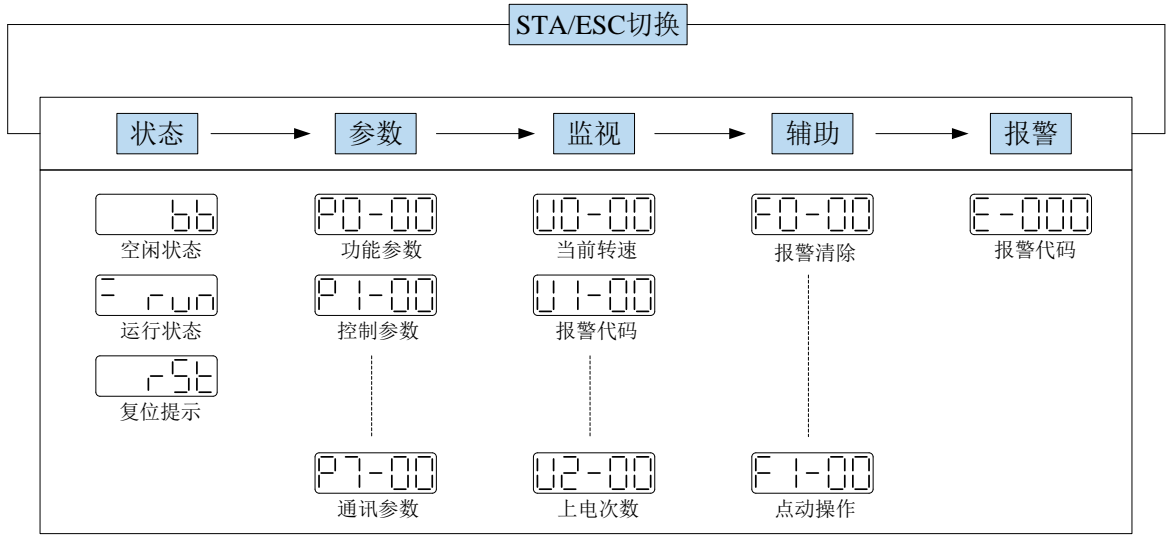 STA/ESC切换
状态 参数 监视 辅助 报警
bb P0-00 U0-00 F0-00 E-000
空闲状态 功能参数 当前转速 报警清除 报警代码
run P1-00 U1-00
运行状态 控制参数 报警代码
rSt
复位提示
P7-00 U2-00 F1-00
通讯参数 上电次数 点动操作